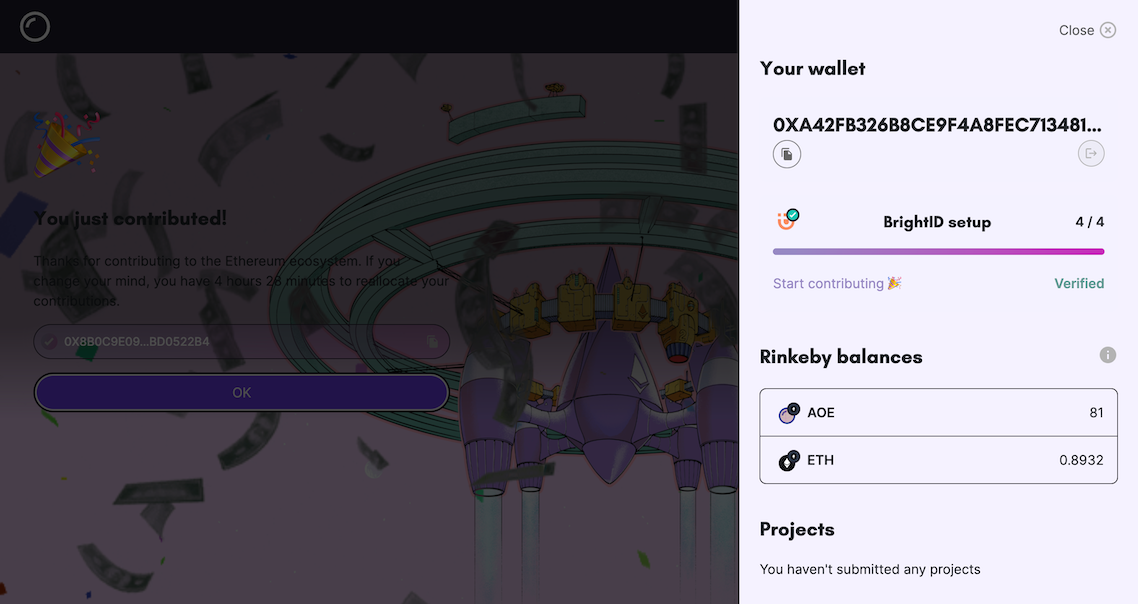 You just contributed!
Thanks for contributing to the Ethereum ecosystem. If you
change your mind, you have 4 hours 28 minutes to reallocate your
contributions.
0X8B0C9E09...BD0522B4
OK
Close
Your wallet
0XA42FB326B8CE9F4A8FEC713481...
BrightID setup 4 / 4
Start contributing Verified
Rinkeby balances
AOE 81
ETH 0.8932
Projects
You haven't submitted any projects